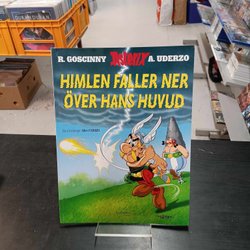 R. GOSCINNY Asterix A. UDERZO
HIMLEN FALLER NER
ÖVER HANS HUVUD